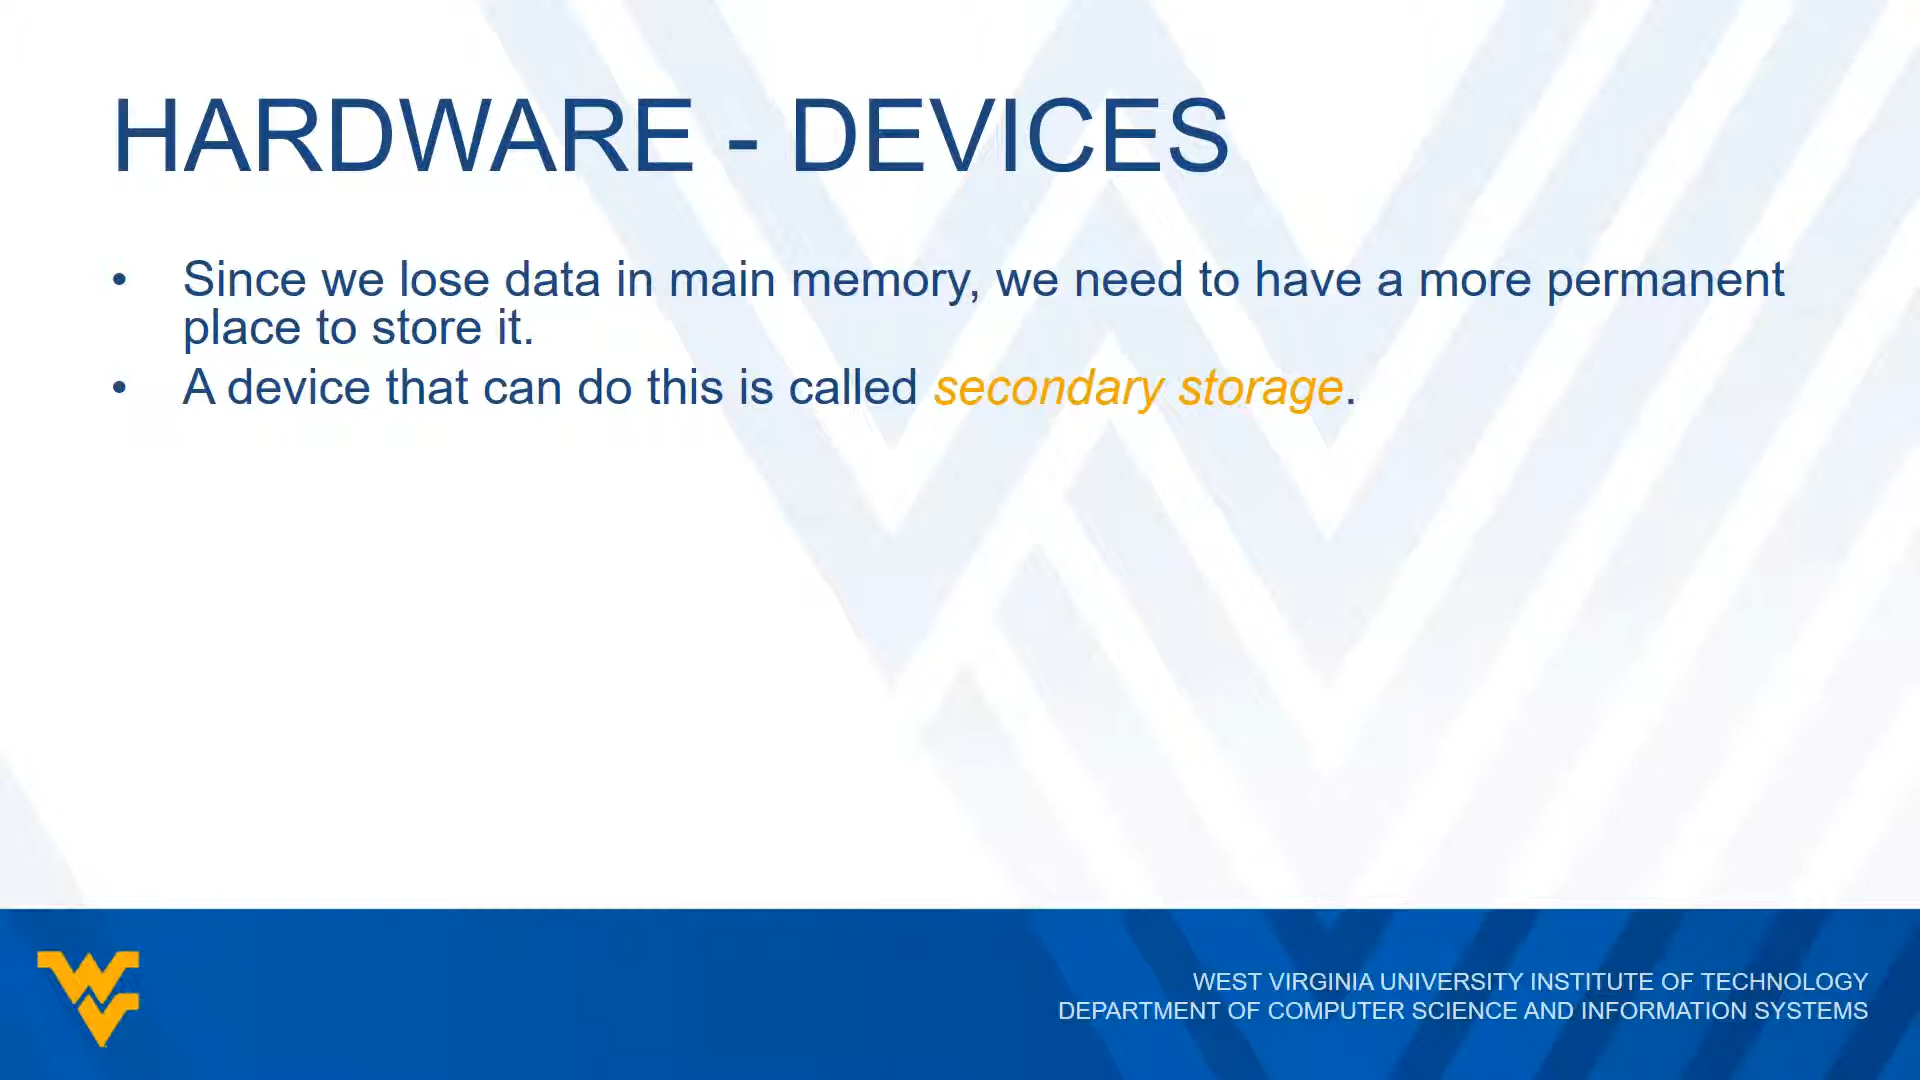 HARDWARE - DEVICES
• Since we lose data in main memory, we need to have a more permanent
place to store it.
• A device that can do this is called secondary storage.
WEST VIRGINIA UNIVERSITY INSTITUTE OF TECHNOLOGY
DEPARTMENT OF COMPUTER SCIENCE AND INFORMATION SYSTEMS